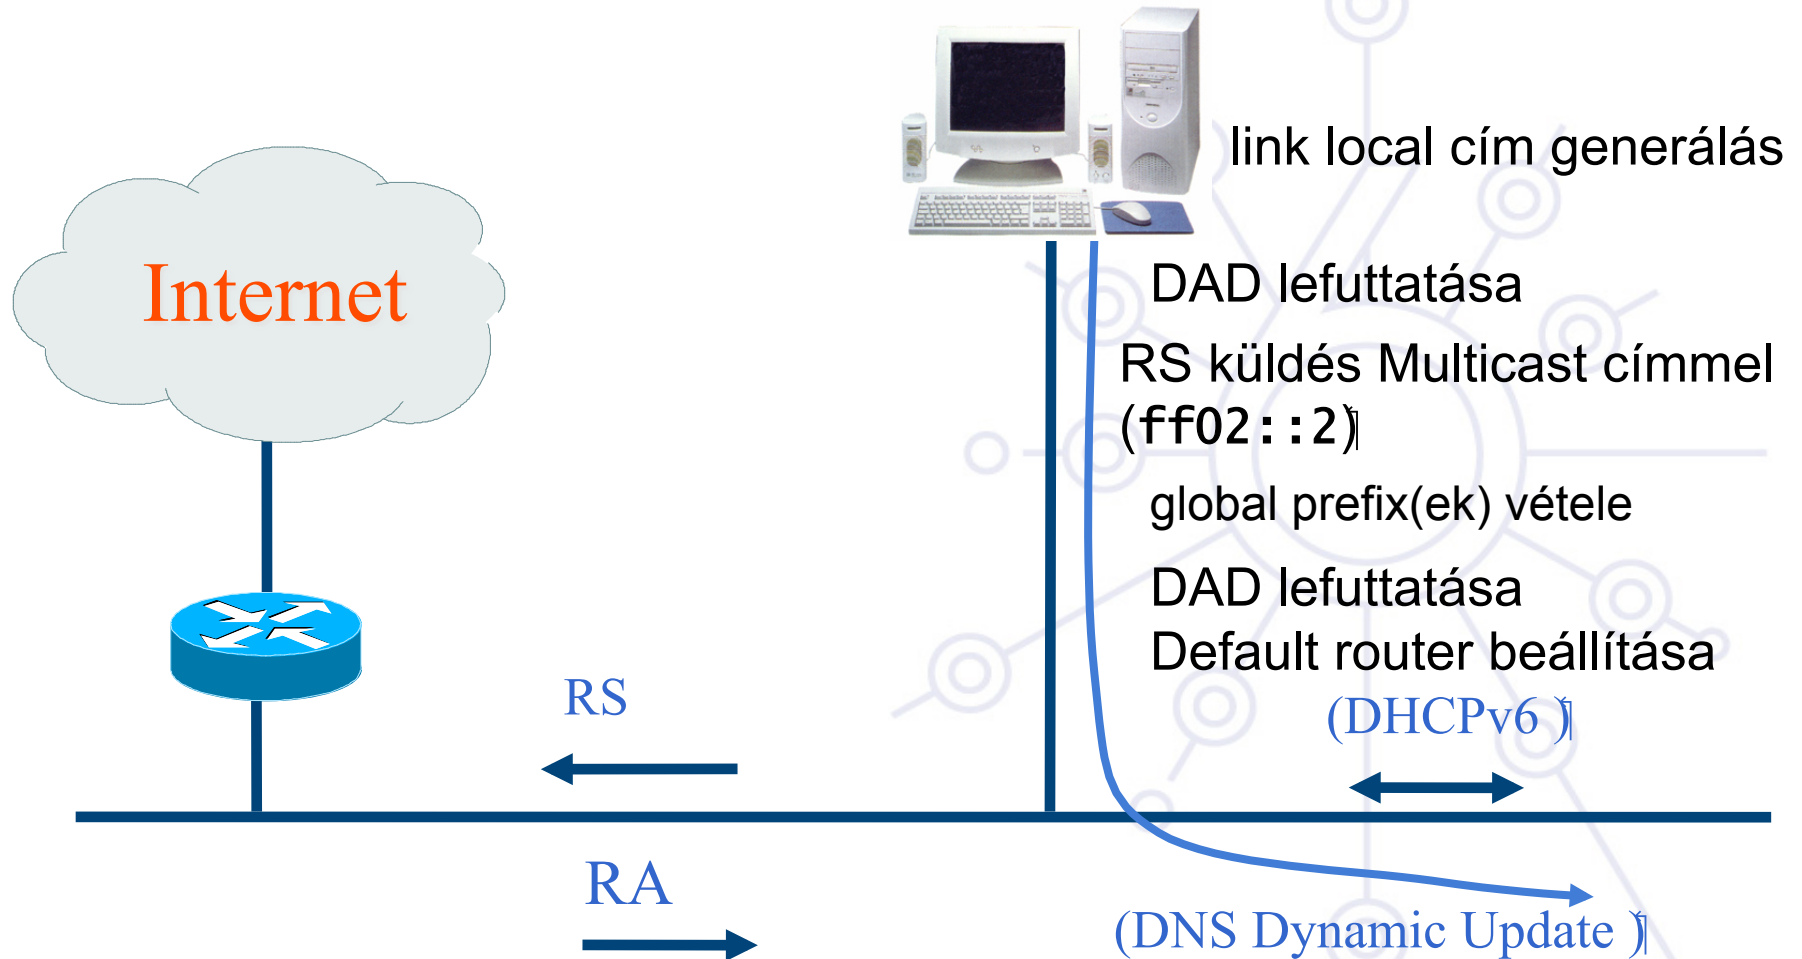 link local cím generálás
Internet
DAD lefuttatása
RS küldés Multicast címmel
(ff02::2)
global prefix(ek) vétele
DAD lefuttatása
Default router beállítása
RS
(DHCPv6 )
RA
(DNS Dynamic Update )